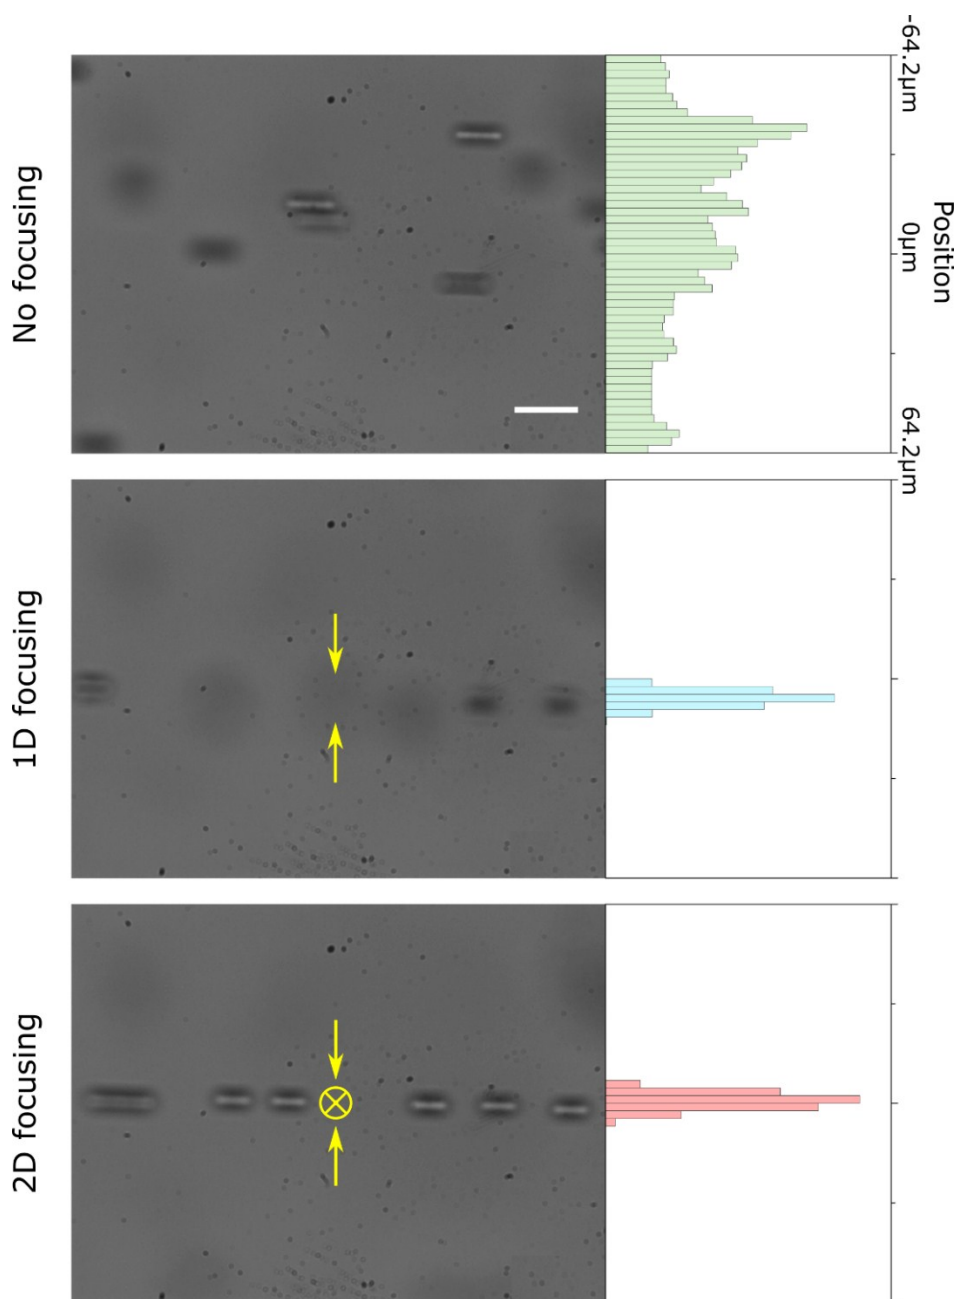 No focusing
-64.2µm
0µm
64.2µm
Position
1D focusing
2D focusing